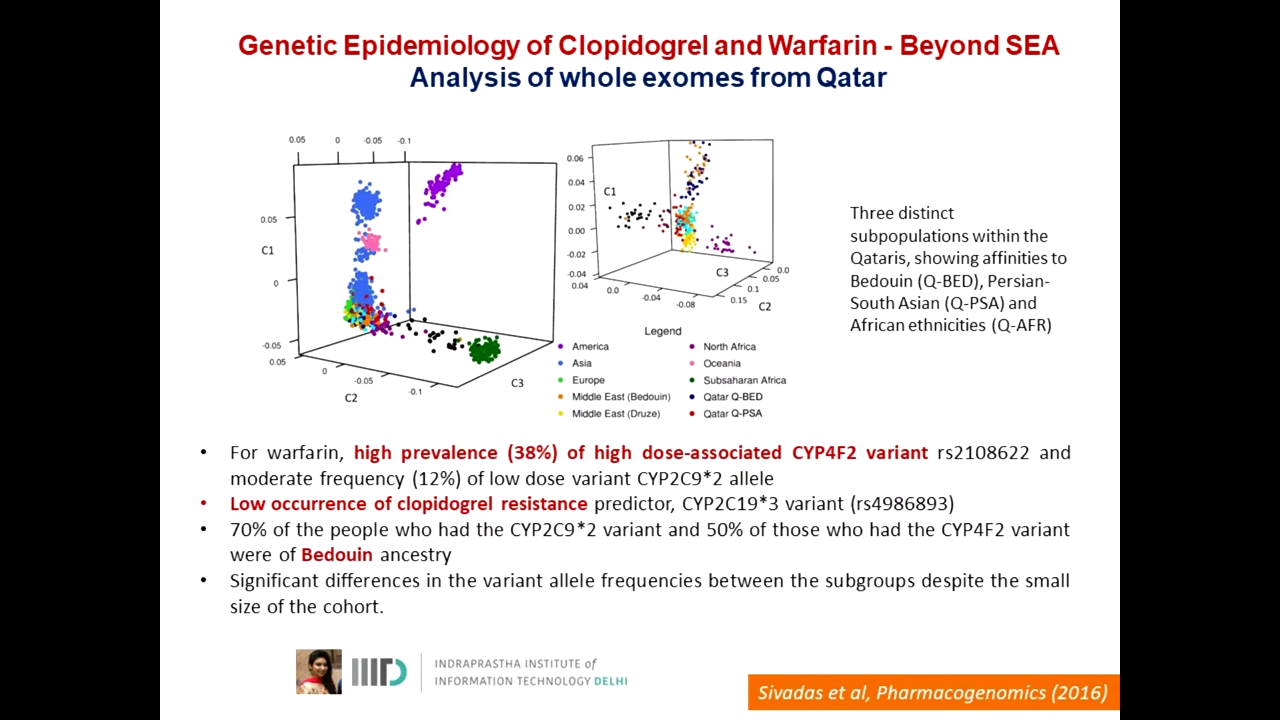 Genetic Epidemiology of Clopidogrel and Warfarin - Beyond SEA
Analysis of whole exomes from Qatar
0.05 0 -0.05 -0.1
0.05
C1
0
-0.05
0.05
0
-0.05
-0.1
C2
C3
0.06
0.04
C1
0.02
0.00
-0.02
-0.04
0.04
0.0
-0.04
-0.08
C3
0.0
0.05
0.1
0.15
C2
Legend
America
Asia
Europe
Middle East (Bedouin)
Middle East (Druze)
North Africa
Oceania
Subsaharan Africa
Qatar Q-BED
Qatar Q-PSA
Three distinct
subpopulations within the
Qataris, showing affinities to
Bedouin (Q-BED), Persian-
South Asian (Q-PSA) and
African ethnicities (Q-AFR)
• For warfarin, high prevalence (38%) of high dose-associated CYP4F2 variant rs2108622 and
moderate frequency (12%) of low dose variant CYP2C9*2 allele
• Low occurrence of clopidogrel resistance predictor, CYP2C19*3 variant (rs4986893)
• 70% of the people who had the CYP2C9*2 variant and 50% of those who had the CYP4F2 variant
were of Bedouin ancestry
• Significant differences in the variant allele frequencies between the subgroups despite the small
size of the cohort.
IIITD
INDRAPRASTHA INSTITUTE of
INFORMATION TECHNOLOGY DELHI
Sivadas et al, Pharmacogenomics (2016)